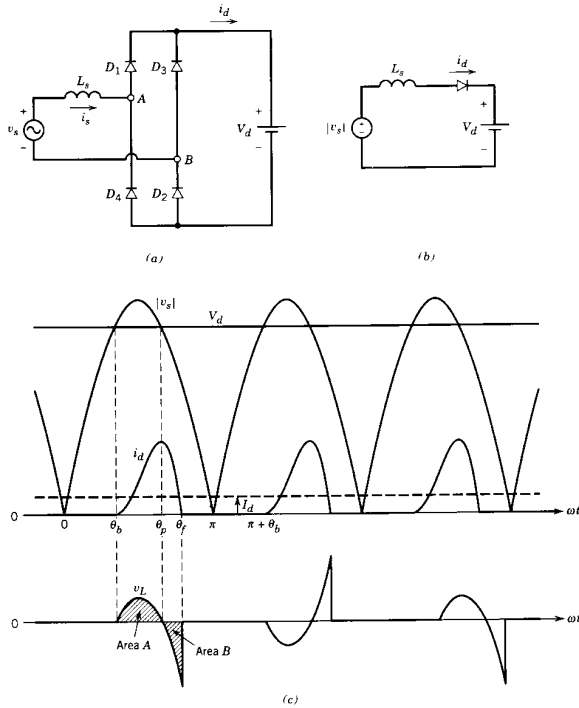 i_d
D_1
D_3
L_s
A
i_s
+
v_s
−
+
V_d
−
B
D_4
D_2
(a)
L_s
i_d
+
|v_s|
−
+
V_d
−
(b)
|v_s|
V_d
i_d
I_d
0
0
θ_b
θ_p
θ_f
π
π + θ_b
ωt
v_L
0
ωt
Area A
Area B
(c)